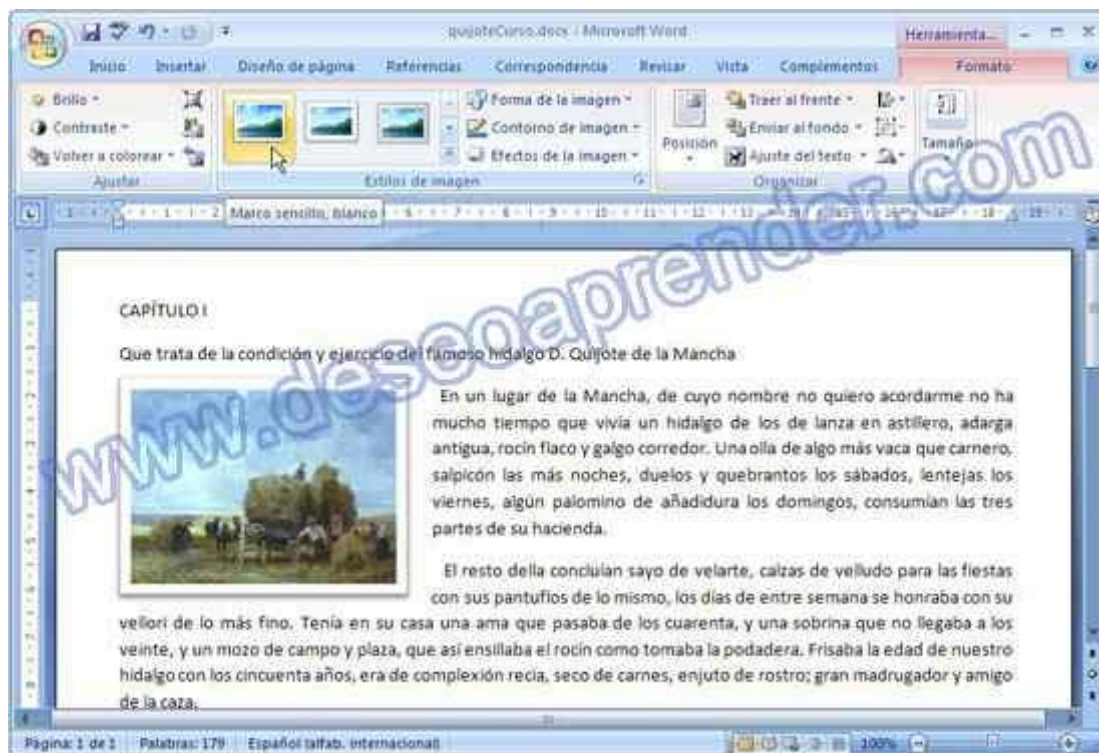 quijoteCurso.docx - Microsoft Word
Herramienta...
Inicio Insertar Diseño de página Referencias Correspondencia Revisar Vista Complementos Formato
Brillo
Contraste
Volver a colorear
Ajustar
Forma de la imagen
Contorno de imagen
Efectos de la imagen
Estilos de imagen
Posición
Traer al frente
Enviar al fondo
Ajuste del texto
Organizar
Tamaño
Marco sencillo, blanco
www.deseoaprender.com
CAPÍTULO I
Que trata de la condición y ejercicio del famoso hidalgo D. Quijote de la Mancha
En un lugar de la Mancha, de cuyo nombre no quiero acordarme no ha
mucho tiempo que vivía un hidalgo de los de lanza en astillero, adarga
antigua, rocín flaco y galgo corredor. Una olla de algo más vaca que carnero,
salpicón las más noches, duelos y quebrantos los sábados, lentejas los
viernes, algún palomino de añadidura los domingos, consumían las tres
partes de su hacienda.
El resto della concluían sayo de velarte, calzas de velludo para las fiestas
con sus pantuflos de lo mismo, los días de entre semana se honraba con su
vellori de lo más fino. Tenía en su casa una ama que pasaba de los cuarenta, y una sobrina que no llegaba a los
veinte, y un mozo de campo y plaza, que así ensillaba el rocín como tomaba la podadera. Frisaba la edad de nuestro
hidalgo con los cincuenta años, era de complexión recia, seco de carnes, enjuto de rostro; gran madrugador y amigo
de la caza.
Página: 1 de 1 Palabras: 179 Español (alfab. internacional) 100%